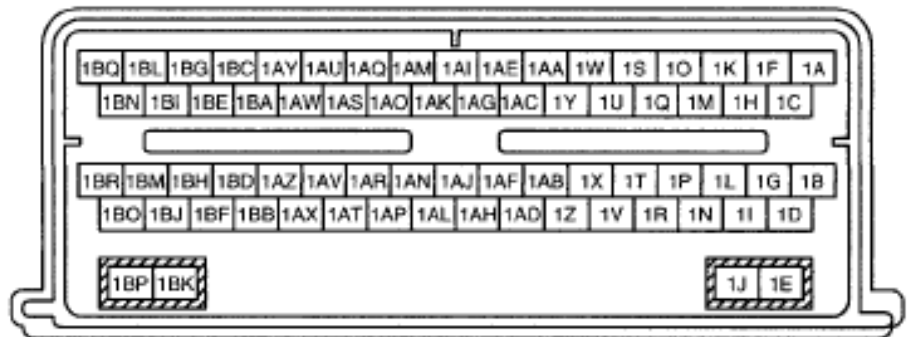 1BQ 1BL 1BG 1BC 1AY 1AU 1AQ 1AM 1AI 1AE 1AA 1W 1S 1O 1K 1F 1A
1BN 1BI 1BE 1BA 1AW 1AS 1AO 1AK 1AG 1AC 1Y 1U 1Q 1M 1H 1C
1BR 1BM 1BH 1BD 1AZ 1AV 1AR 1AN 1AJ 1AF 1AB 1X 1T 1P 1L 1G 1B
1BO 1BJ 1BF 1BB 1AX 1AT 1AP 1AL 1AH 1AD 1Z 1V 1R 1N 1I 1D
1BP 1BK 1J 1E